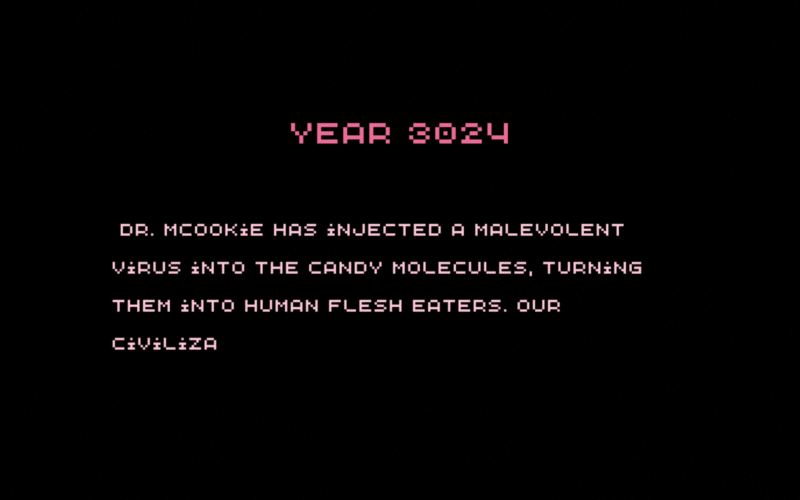 YEAR 3024
DR. MCOOKiE HAS iNJECTED A MALEVOLENT
ViRUS iNTO THE CANDY MOLECULES, TURNiNG
THEM iNTO HUMAN FLESH EATERS. OUR
CiViLiZA